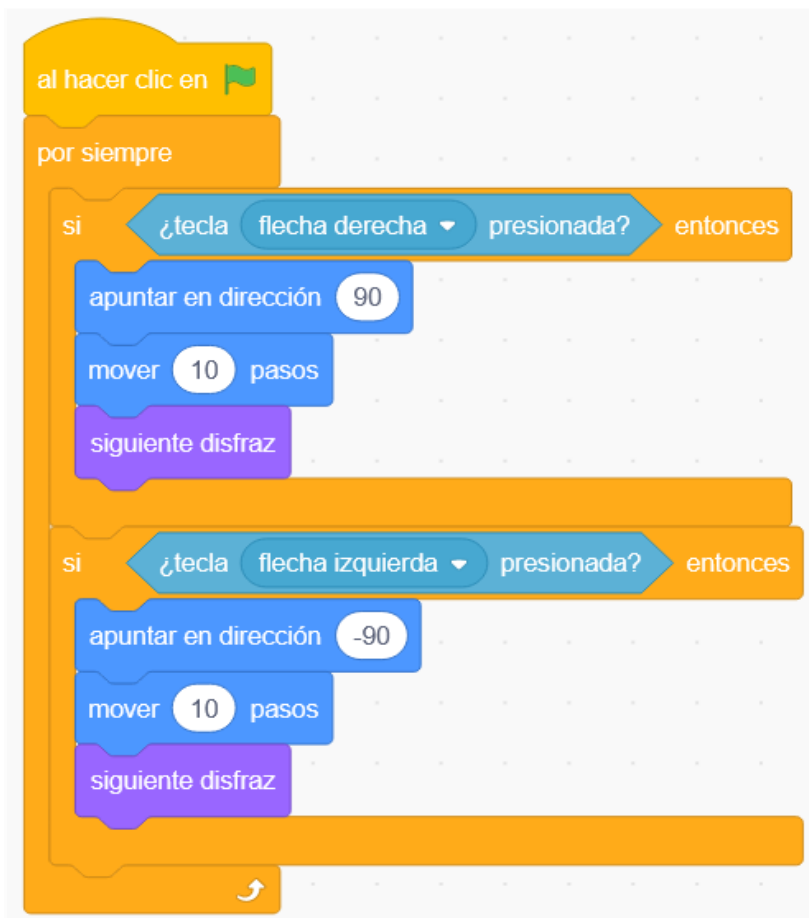 al hacer clic en
por siempre
si ¿tecla flecha derecha presionada? entonces
apuntar en dirección 90
mover 10 pasos
siguiente disfraz
si ¿tecla flecha izquierda presionada? entonces
apuntar en dirección -90
mover 10 pasos
siguiente disfraz